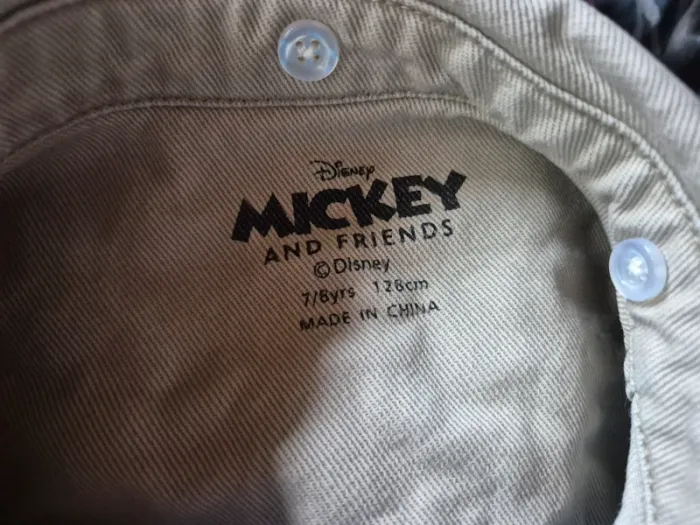 Disney
MICKEY
AND FRIENDS
©Disney
7/8yrs 128cm
MADE IN CHINA